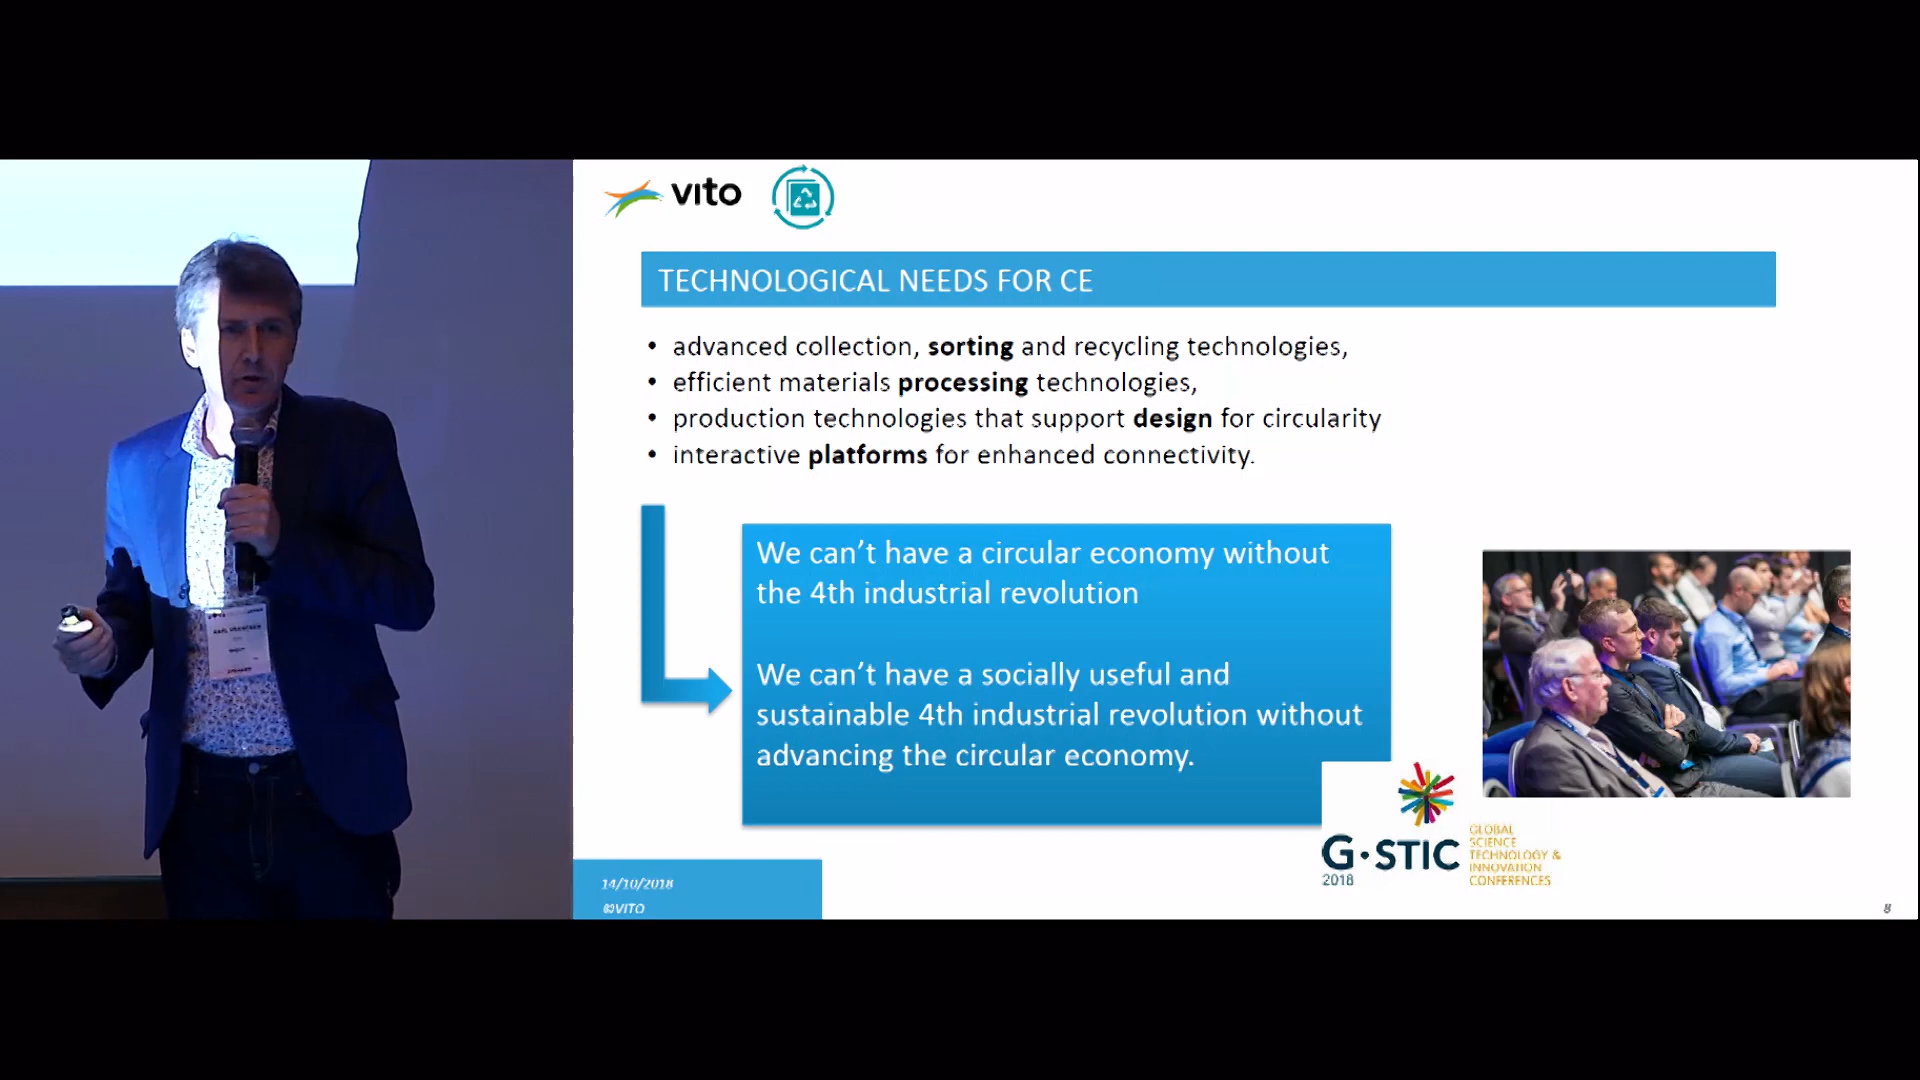 vito
TECHNOLOGICAL NEEDS FOR CE
• advanced collection, sorting and recycling technologies,
• efficient materials processing technologies,
• production technologies that support design for circularity
• interactive platforms for enhanced connectivity.
We can’t have a circular economy without
the 4th industrial revolution
We can’t have a socially useful and
sustainable 4th industrial revolution without
advancing the circular economy.
G•STIC
2018
GLOBAL
SCIENCE
TECHNOLOGY &
INNOVATION
CONFERENCES
14/10/2018
©VITO
8